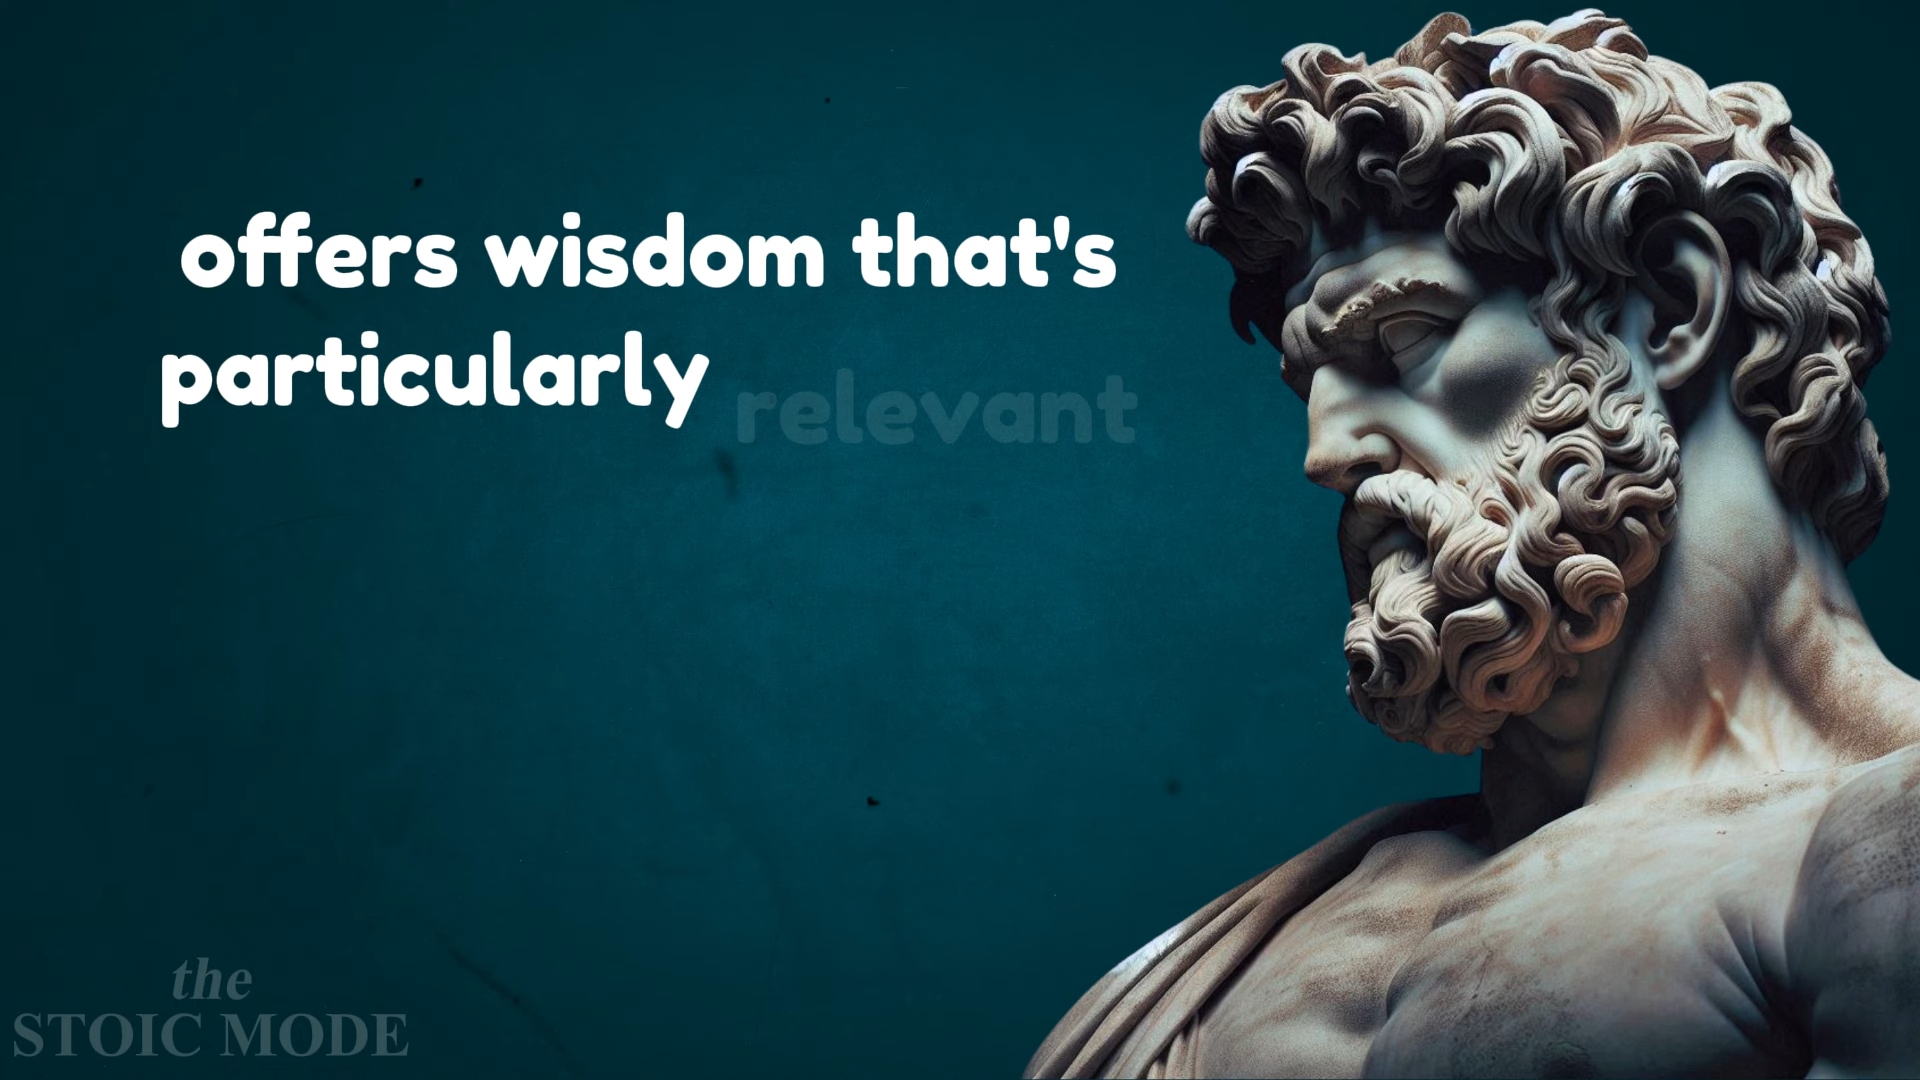 offers wisdom that's
particularly relevant
the
STOIC MODE